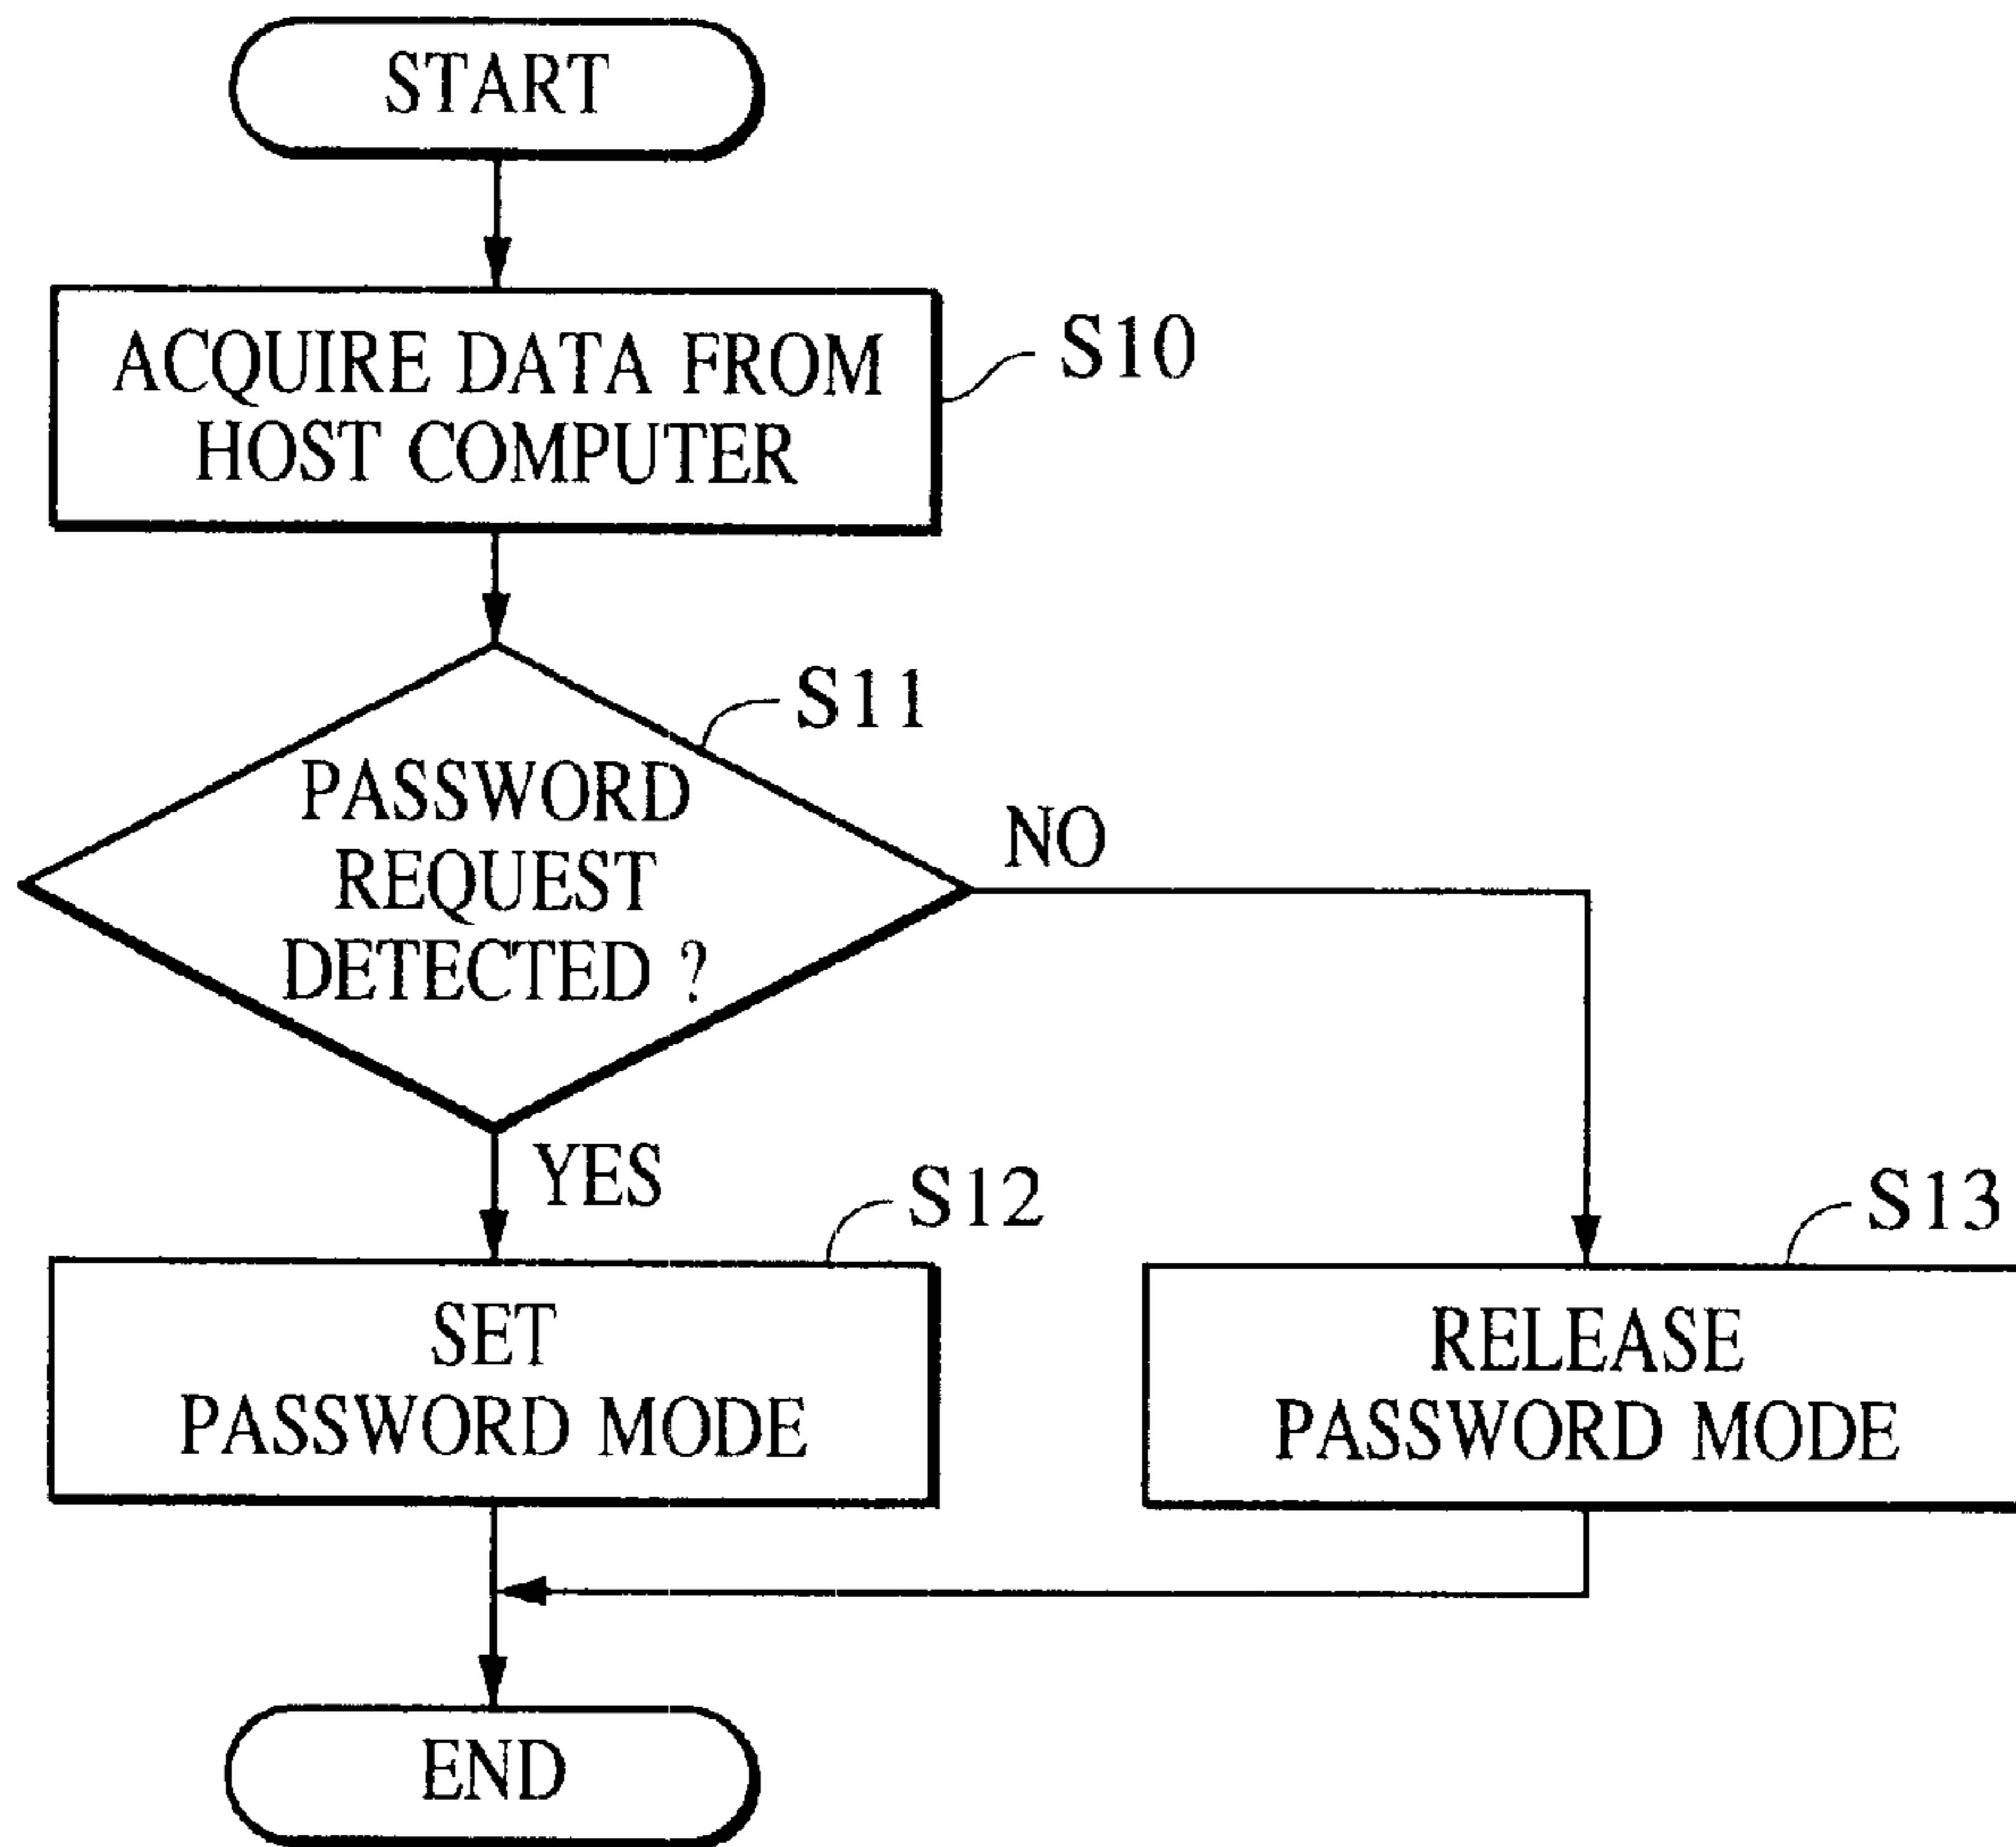 START
ACQUIRE DATA FROM
HOST COMPUTER
S10
S11
PASSWORD
REQUEST
DETECTED ?
NO
YES
S12
SET
PASSWORD MODE
S13
RELEASE
PASSWORD MODE
END